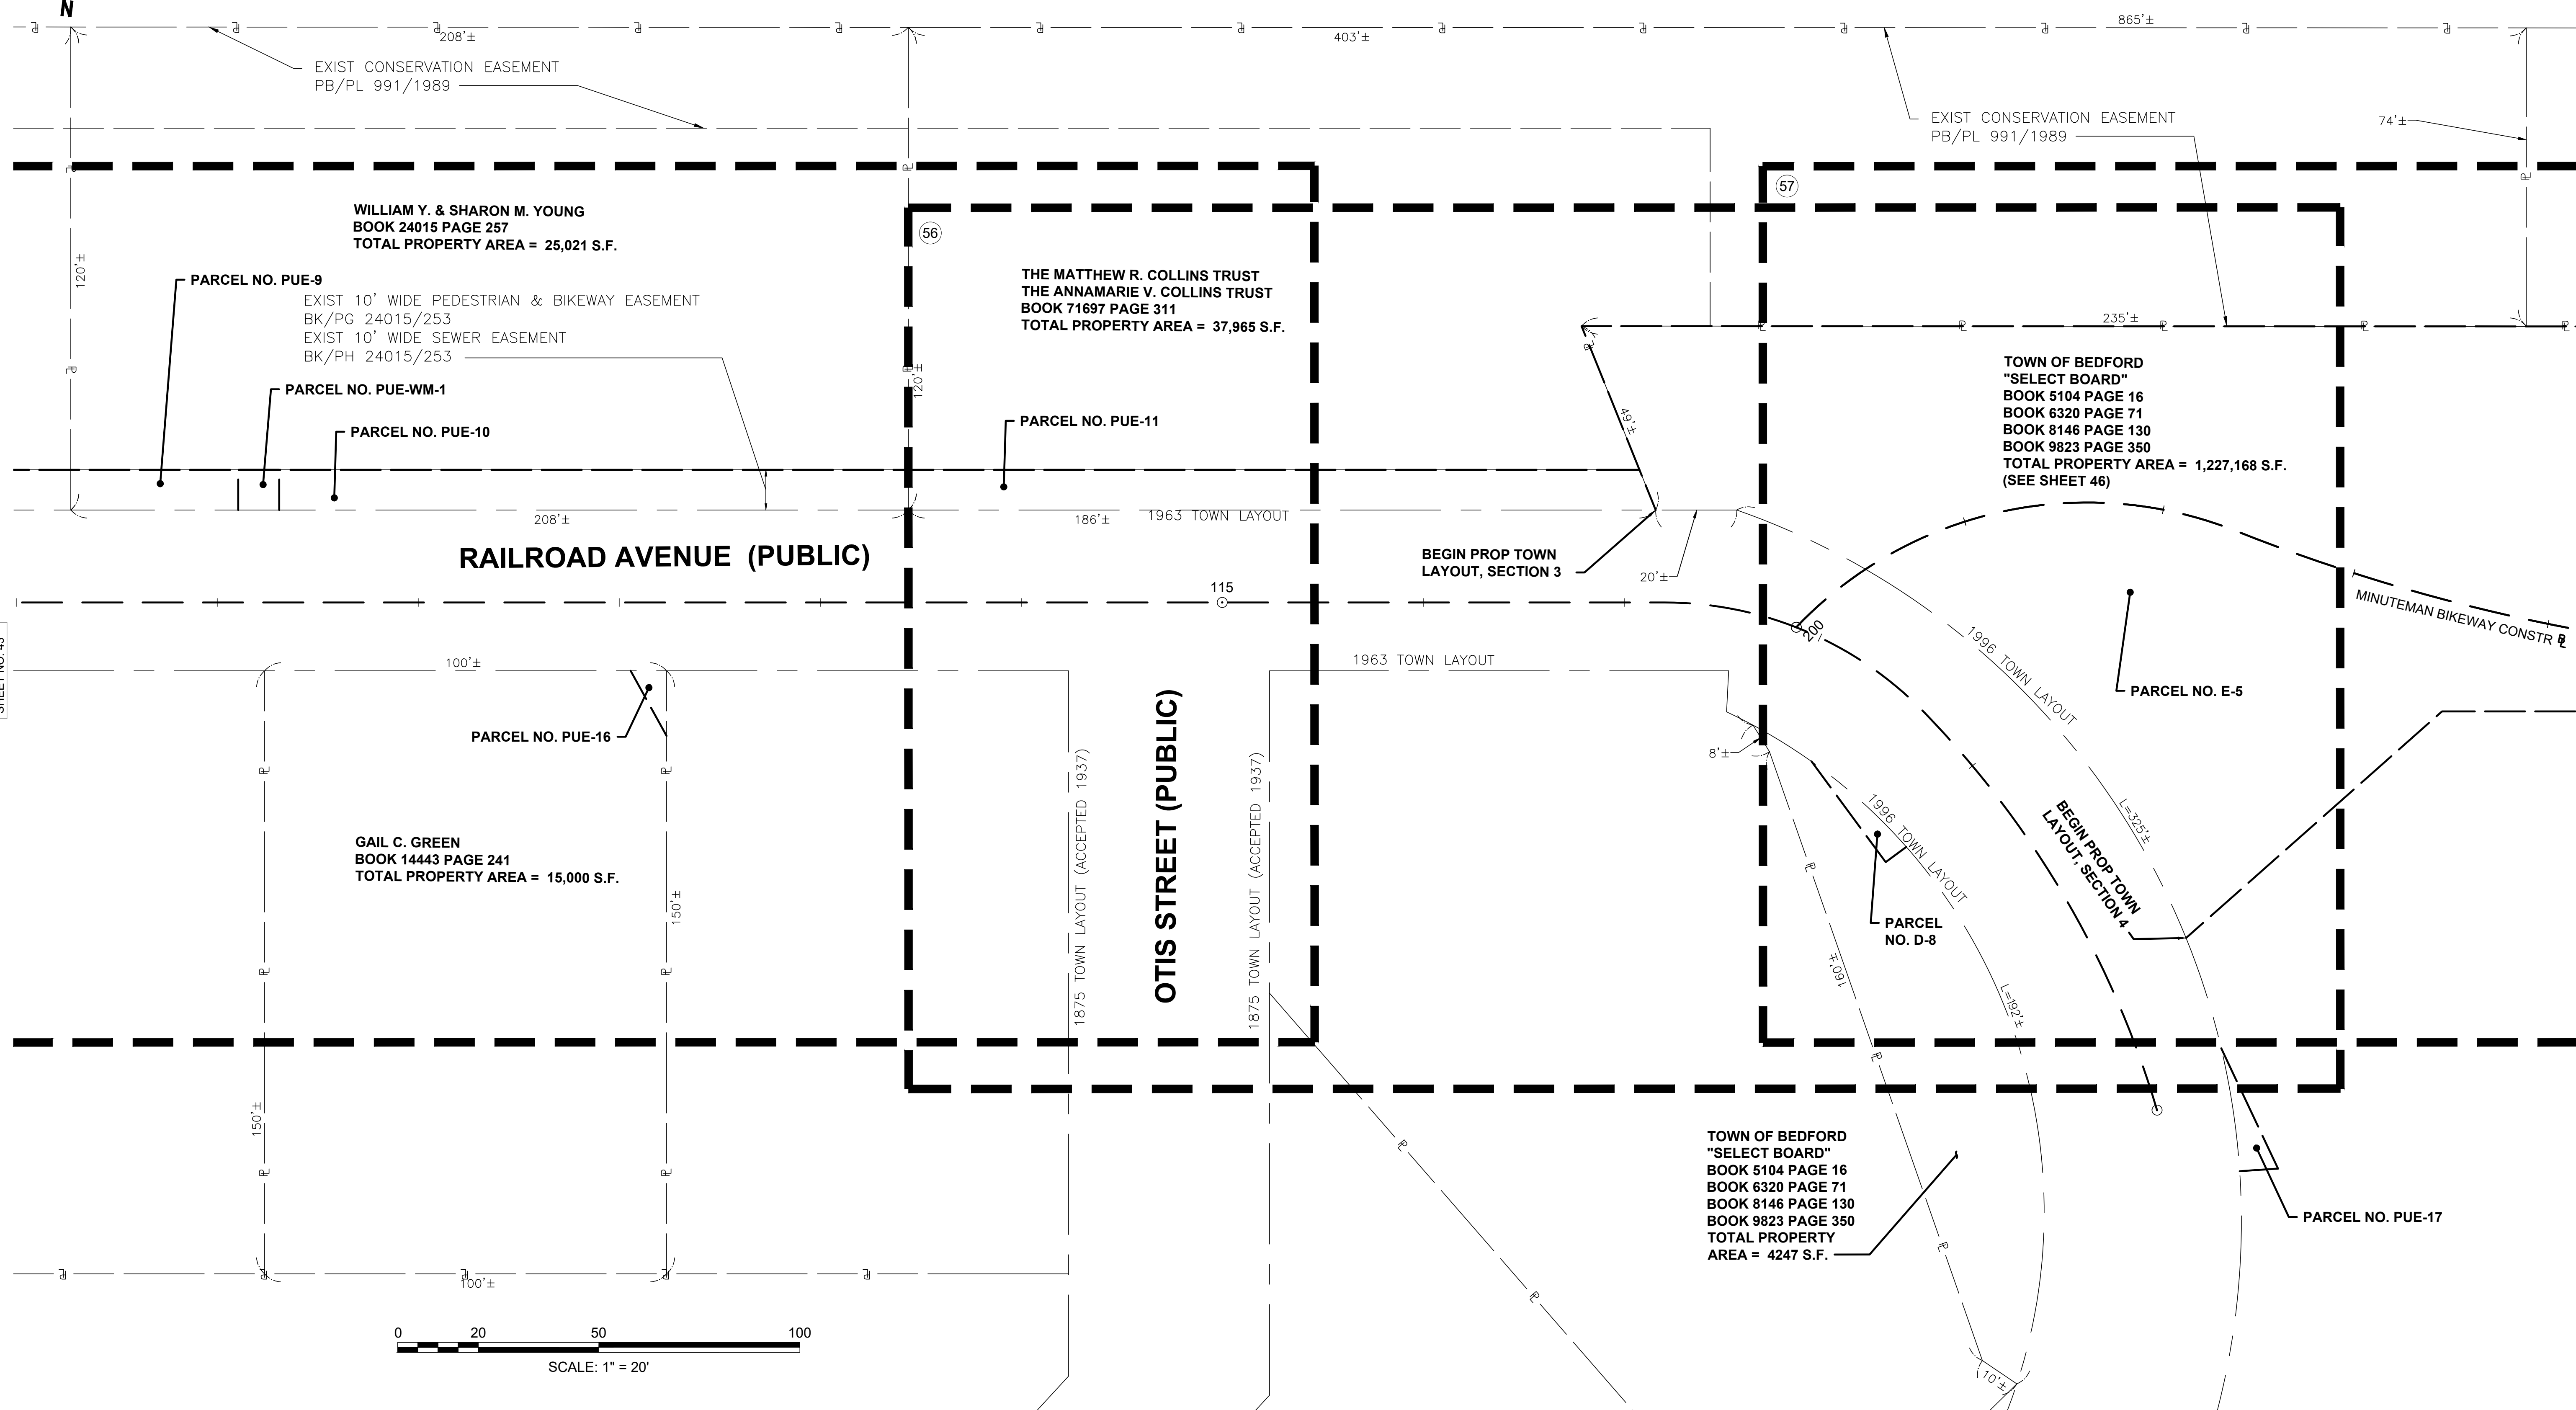 N
208'±
403'±
865'±
EXIST CONSERVATION EASEMENT
PB/PL 991/1989
EXIST CONSERVATION EASEMENT
PB/PL 991/1989
74'±
57
56
WILLIAM Y. & SHARON M. YOUNG
BOOK 24015 PAGE 257
TOTAL PROPERTY AREA = 25,021 S.F.
120'±
PARCEL NO. PUE-9
EXIST 10' WIDE PEDESTRIAN & BIKEWAY EASEMENT
BK/PG 24015/253
EXIST 10' WIDE SEWER EASEMENT
BK/PH 24015/253
PARCEL NO. PUE-WM-1
PARCEL NO. PUE-10
THE MATTHEW R. COLLINS TRUST
THE ANNAMARIE V. COLLINS TRUST
BOOK 71697 PAGE 311
TOTAL PROPERTY AREA = 37,965 S.F.
120'±
PARCEL NO. PUE-11
49'±
235'±
TOWN OF BEDFORD
"SELECT BOARD"
BOOK 5104 PAGE 16
BOOK 6320 PAGE 71
BOOK 8146 PAGE 130
BOOK 9823 PAGE 350
TOTAL PROPERTY AREA = 1,227,168 S.F.
(SEE SHEET 46)
208'±
186'±
1963 TOWN LAYOUT
RAILROAD AVENUE (PUBLIC)
BEGIN PROP TOWN
LAYOUT, SECTION 3
20'±
115
200
MINUTEMAN BIKEWAY CONSTR ℄
SHEET NO. 43
100'±
1963 TOWN LAYOUT
1996 TOWN LAYOUT
PARCEL NO. E-5
PARCEL NO. PUE-16
8'±
OTIS STREET (PUBLIC)
1875 TOWN LAYOUT (ACCEPTED 1937)
1875 TOWN LAYOUT (ACCEPTED 1937)
1996 TOWN LAYOUT
L=325'±
BEGIN PROP TOWN
LAYOUT, SECTION 4
GAIL C. GREEN
BOOK 14443 PAGE 241
TOTAL PROPERTY AREA = 15,000 S.F.
150'±
PARCEL
NO. D-8
160'±
L=192'±
150'±
TOWN OF BEDFORD
"SELECT BOARD"
BOOK 5104 PAGE 16
BOOK 6320 PAGE 71
BOOK 8146 PAGE 130
BOOK 9823 PAGE 350
TOTAL PROPERTY
AREA = 4247 S.F.
PARCEL NO. PUE-17
100'±
10'±
0 20 50 100
SCALE: 1" = 20'